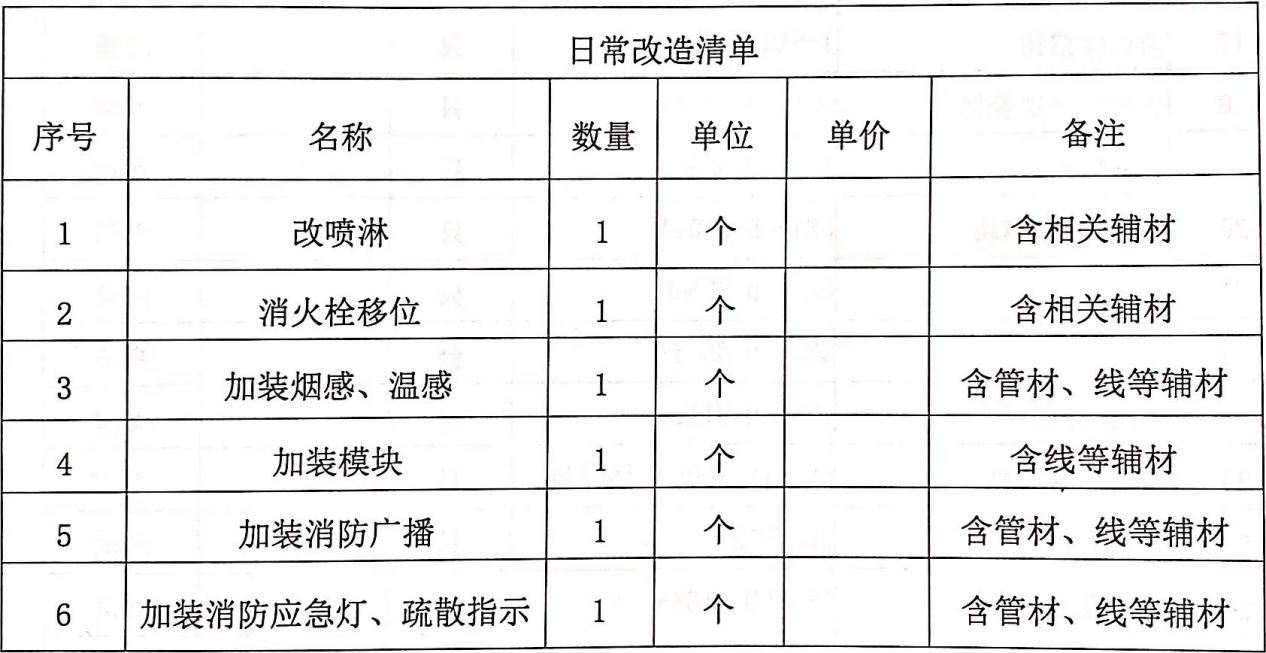 日常改造清单
序号 名称 数量 单位 单价 备注
1 改喷淋 1 个 含相关辅材
2 消火栓移位 1 个 含相关辅材
3 加装烟感、温感 1 个 含管材、线等辅材
4 加装模块 1 个 含线等辅材
5 加装消防广播 1 个 含管材、线等辅材
6 加装消防应急灯、疏散指示 1 个 含管材、线等辅材